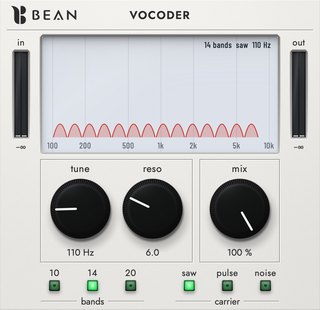 BEAN VOCODER
in out
14 bands saw 110 Hz
100 200 500 1k 2k 5k 10k
-∞ -∞
tune reso mix
110 Hz 6.0 100 %
10 14 20 saw pulse noise
bands carrier